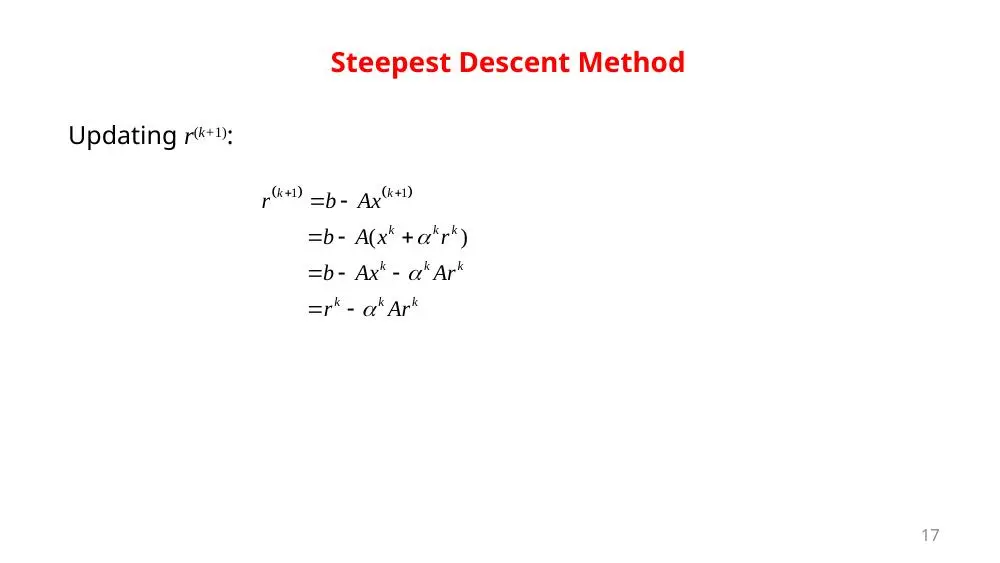 Steepest Descent Method
Updating r⁽ᵏ⁺¹⁾:
r⁽ᵏ⁺¹⁾ = b - Ax⁽ᵏ⁺¹⁾
= b - A(xᵏ + αᵏrᵏ)
= b - Axᵏ - αᵏArᵏ
= rᵏ - αᵏArᵏ
17